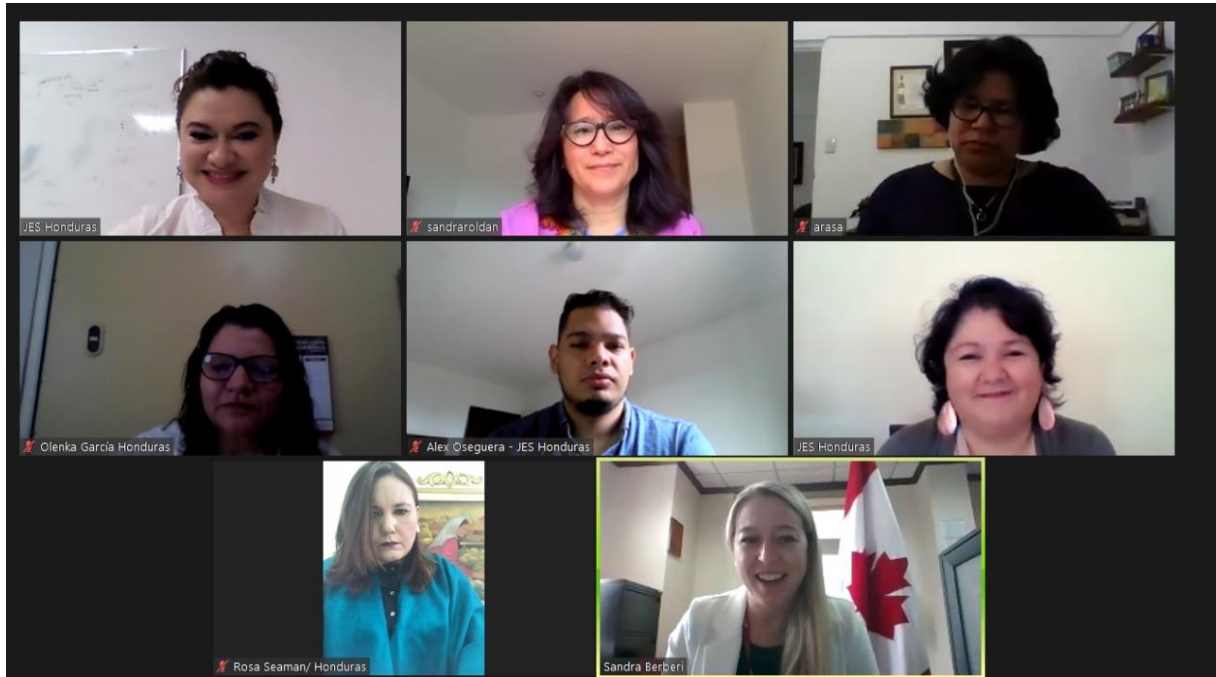 JES Honduras
sandraroldan
arasa
Olenka García Honduras
Alex Oseguera - JES Honduras
JES Honduras
Rosa Seaman/ Honduras
Sandra Berberi